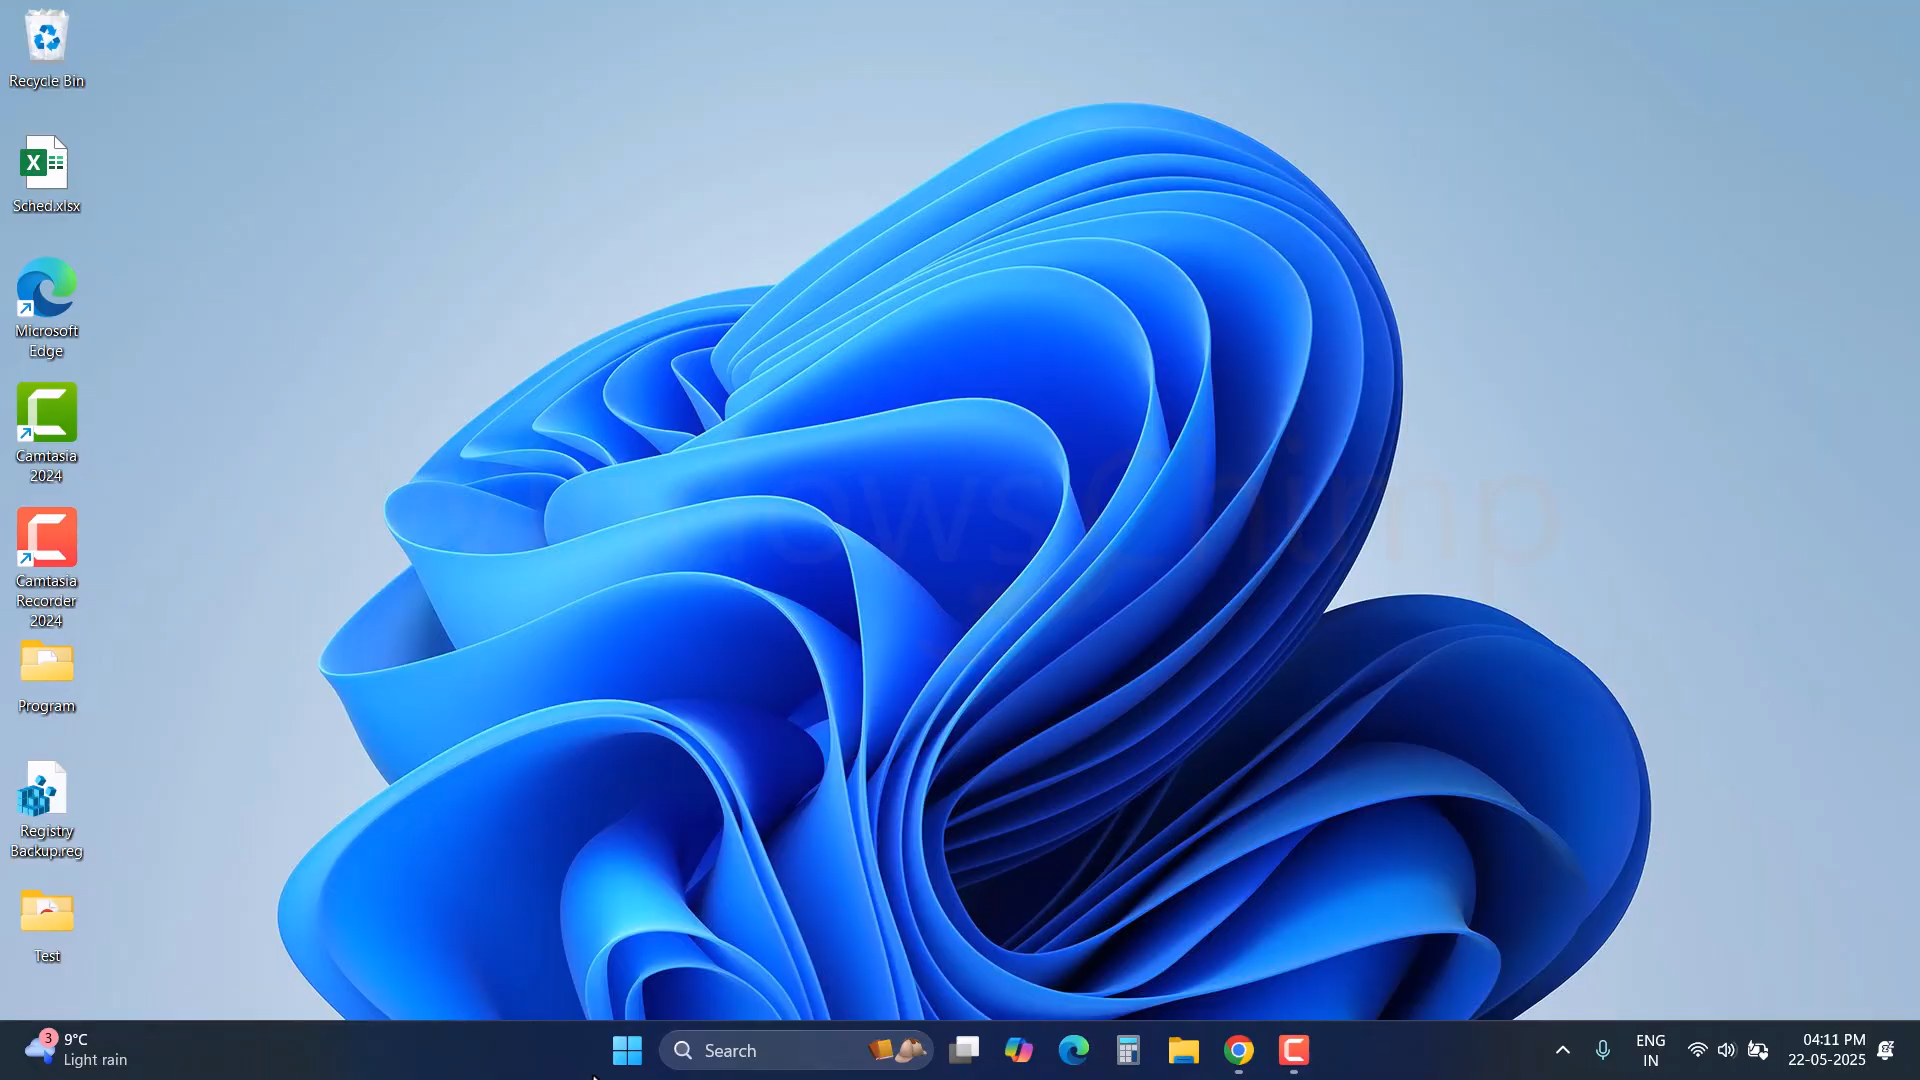 Recycle Bin
Sched.xlsx
Microsoft
Edge
Camtasia
2024
Camtasia
Recorder
2024
Program
Registry
Backup.reg
Test
3
9°C
Light rain
Search
ENG
IN
04:11 PM
22-05-2025